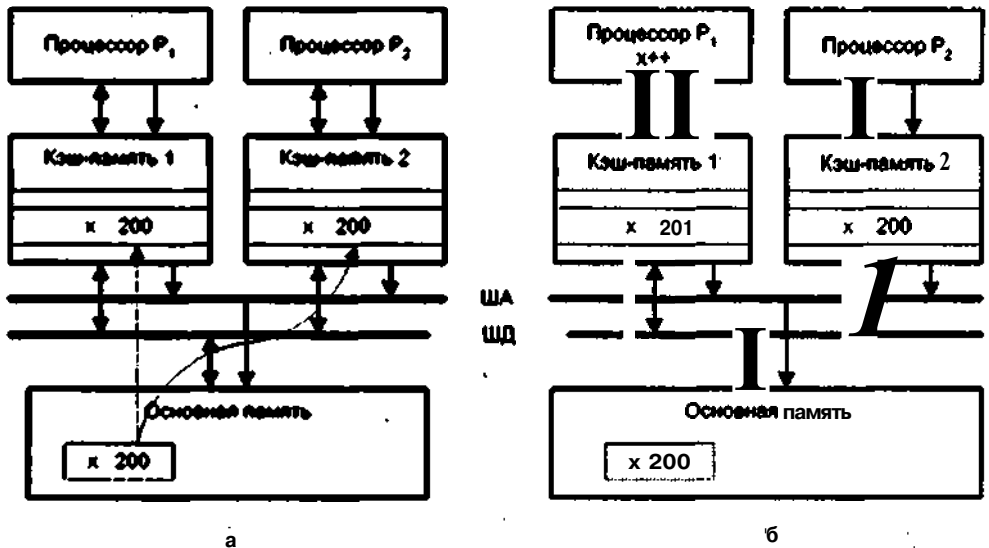 Процессор P1
Процессор P2
Кэш-память 1
Кэш-память 2
x 200
x 200
ША
ШД
Основная память
x 200
а
Процессор P1
x++
Процессор P2
Кэш-память 1
Кэш-память 2
x 201
x 200
Основная память
x 200
б